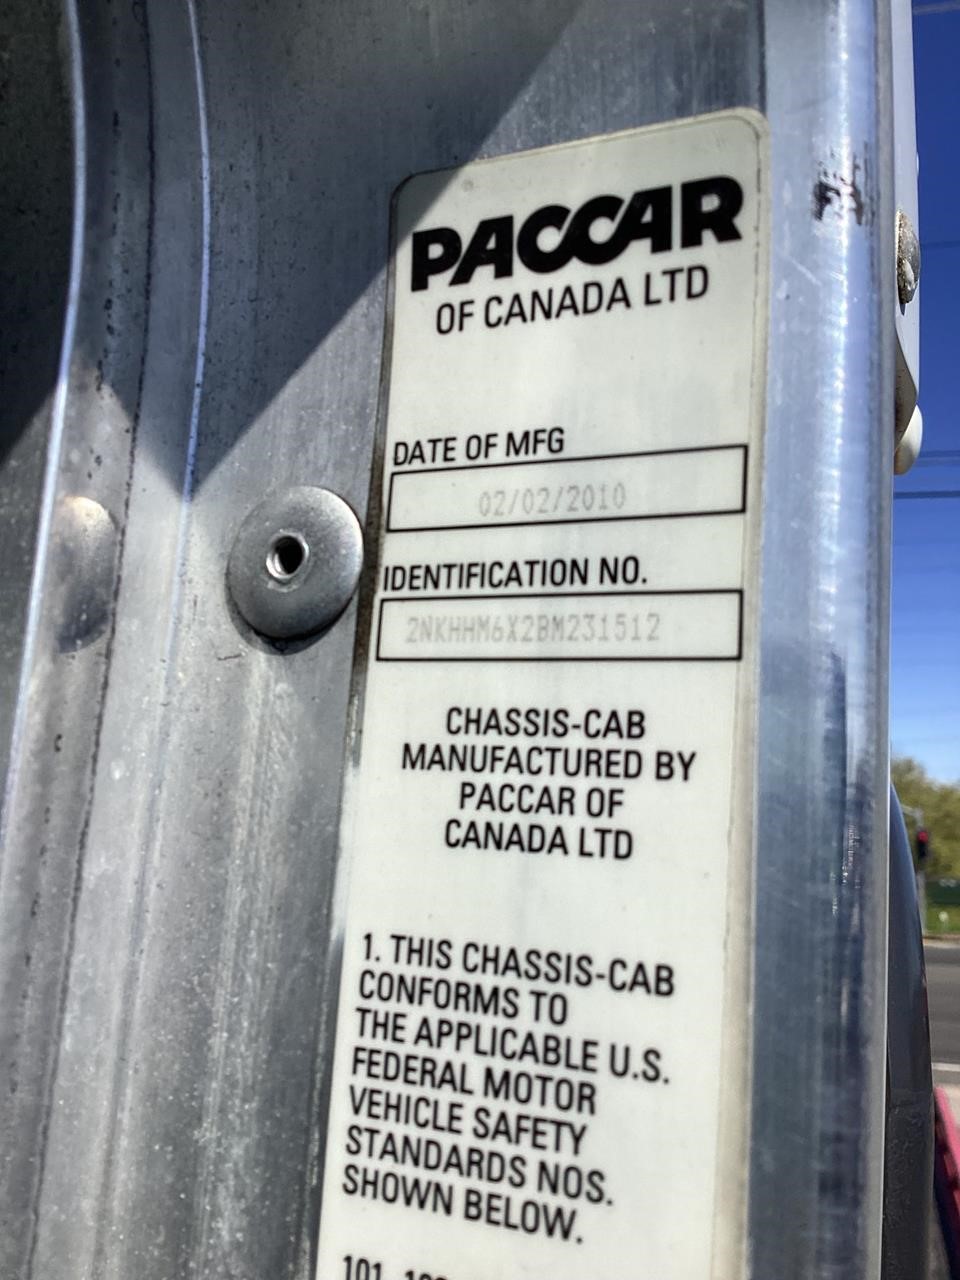 PACCAR
OF CANADA LTD
DATE OF MFG
02/02/2010
IDENTIFICATION NO.
2NKHHM6X2BM231512
CHASSIS-CAB
MANUFACTURED BY
PACCAR OF
CANADA LTD
1. THIS CHASSIS-CAB
CONFORMS TO
THE APPLICABLE U.S.
FEDERAL MOTOR
VEHICLE SAFETY
STANDARDS NOS.
SHOWN BELOW.
101